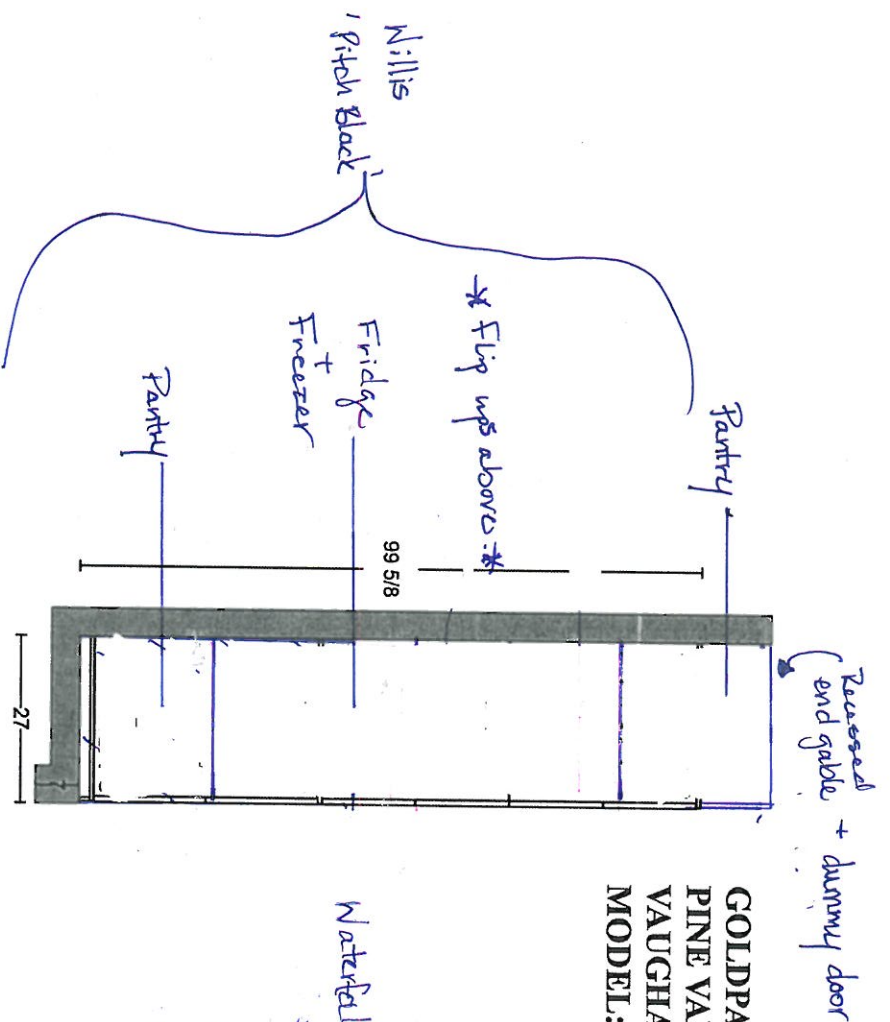 Recessed
end gable + dummy door
Pantry
* Flip ups above. *
Fridge
+
Freezer
Pantry
Willis
'Pitch Black'
99 5/8
27
GOLDPA
PINE VA
VAUGHA
MODEL:
Waterfal